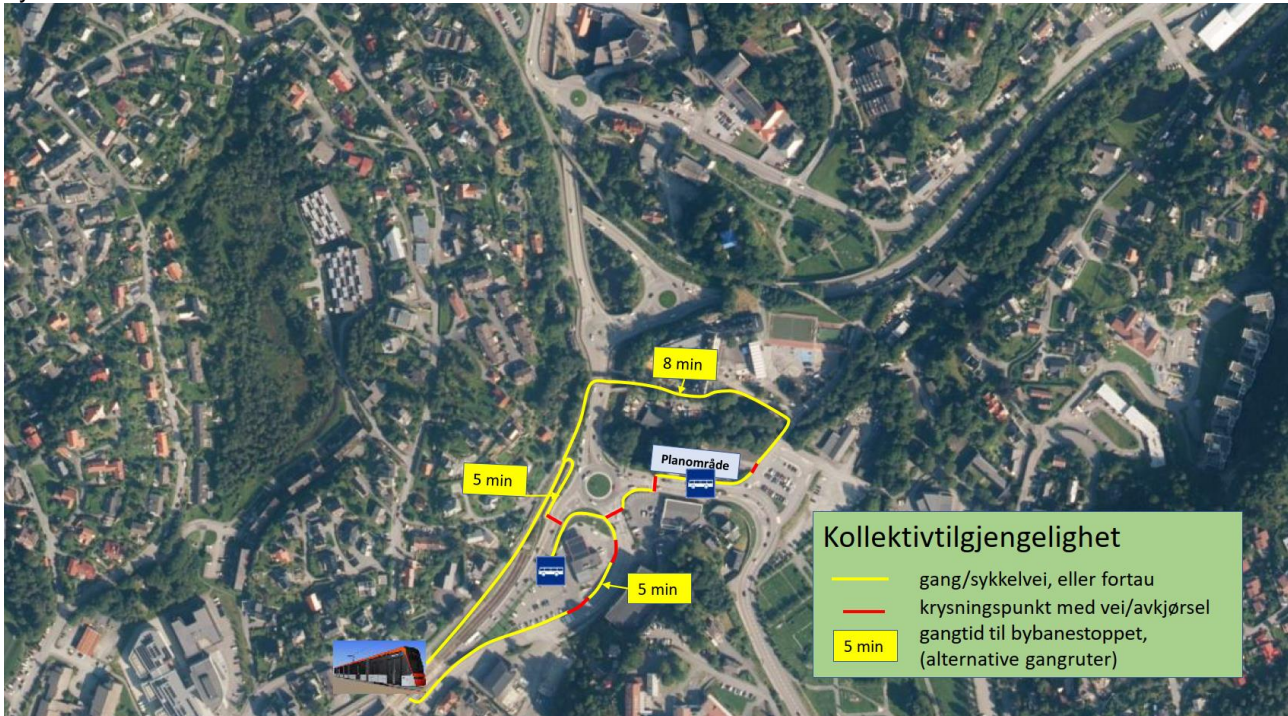 8 min
Planområde
5 min
5 min
Kollektivtilgjengelighet
gang/sykkelvei, eller fortau
krysningspunkt med vei/avkjørsel
5 min
gangtid til bybanestoppet,
(alternative gangruter)